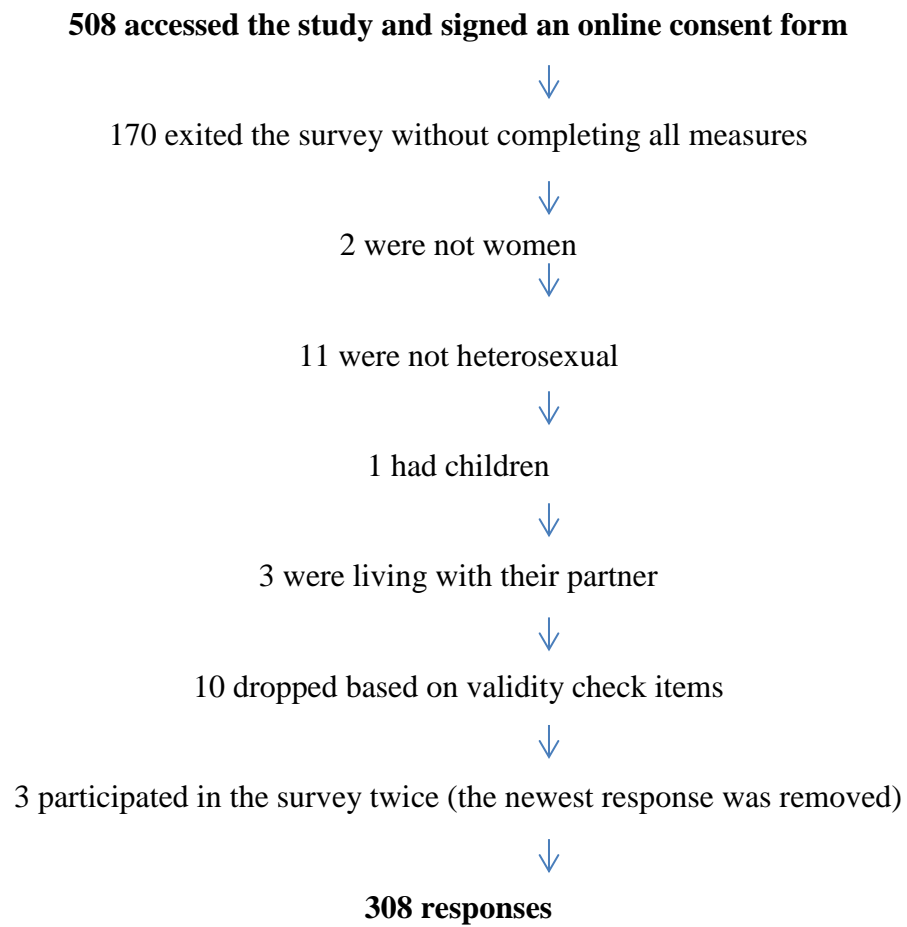 508 accessed the study and signed an online consent form
170 exited the survey without completing all measures
2 were not women
11 were not heterosexual
1 had children
3 were living with their partner
10 dropped based on validity check items
3 participated in the survey twice (the newest response was removed)
308 responses